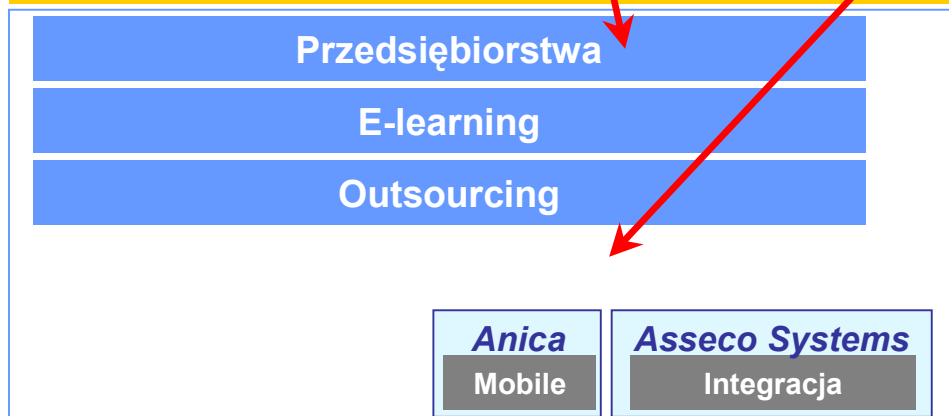 Przedsiębiorstwa
E-learning
Outsourcing
Anica
Mobile
Asseco Systems
Integracja